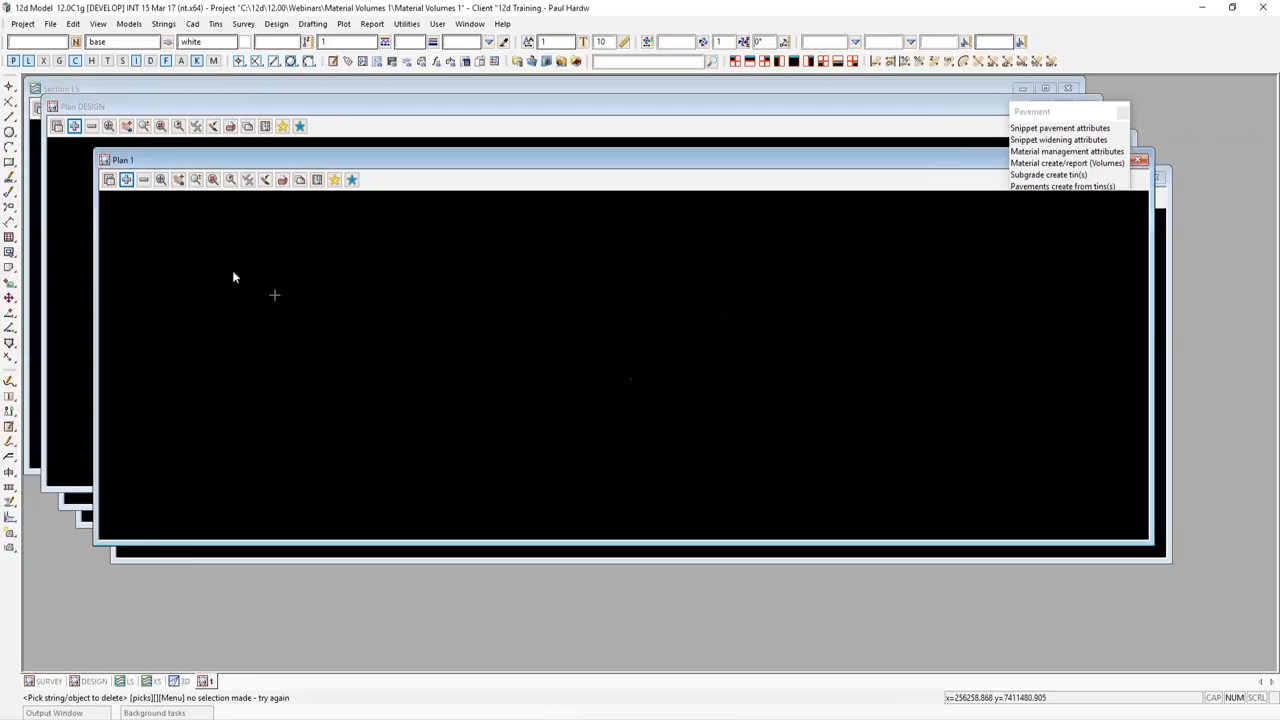 12d Model 12.0C1g [DEVELOP] INT 15 Mar 17 (nt.x64) - Project "C:\12d\12.00\Webinars\Material Volumes 1\Material Volumes 1" - Client "12d Training - Paul Hardw
Project File Edit View Models Strings Cad Tins Survey Design Drafting Plot Report Utilities User Window Help
base white 1 1 T 10 1 0°
P L X G C H T S I D F A K M
Section LS
Plan DESIGN
Plan 1
Pavement
Snippet pavement attributes
Snippet widening attributes
Material management attributes
Material create/report (Volumes)
Subgrade create tin(s)
Pavements create from tins(s)
SURVEY DESIGN LS XS 3D 1
<Pick string/object to delete> [picks][][Menu] no selection made - try again x=256258.868 y=7411480.905 CAP NUM SCRL
Output Window Background tasks